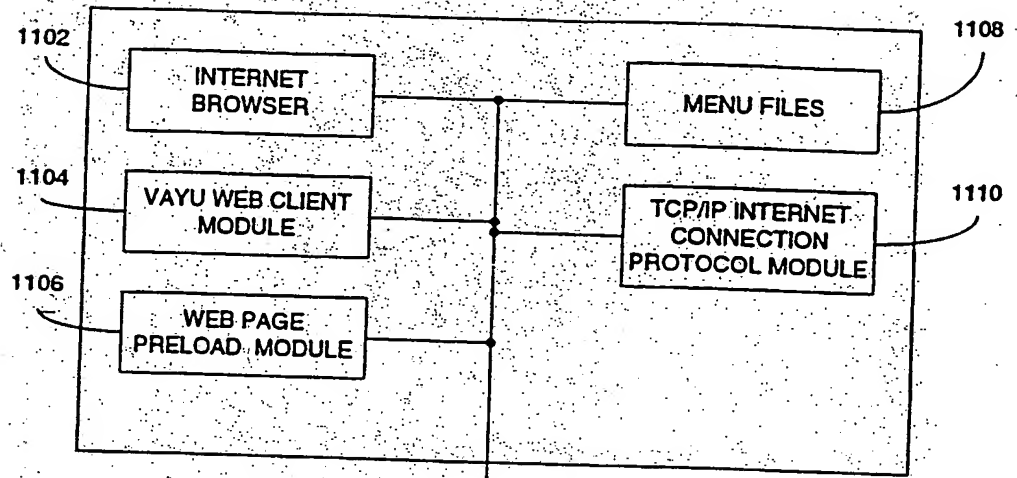 1102
INTERNET
BROWSER
1104
VAYU WEB CLIENT
MODULE
1106
WEB PAGE
PRELOAD MODULE
1108
MENU FILES
1110
TCP/IP INTERNET
CONNECTION
PROTOCOL MODULE